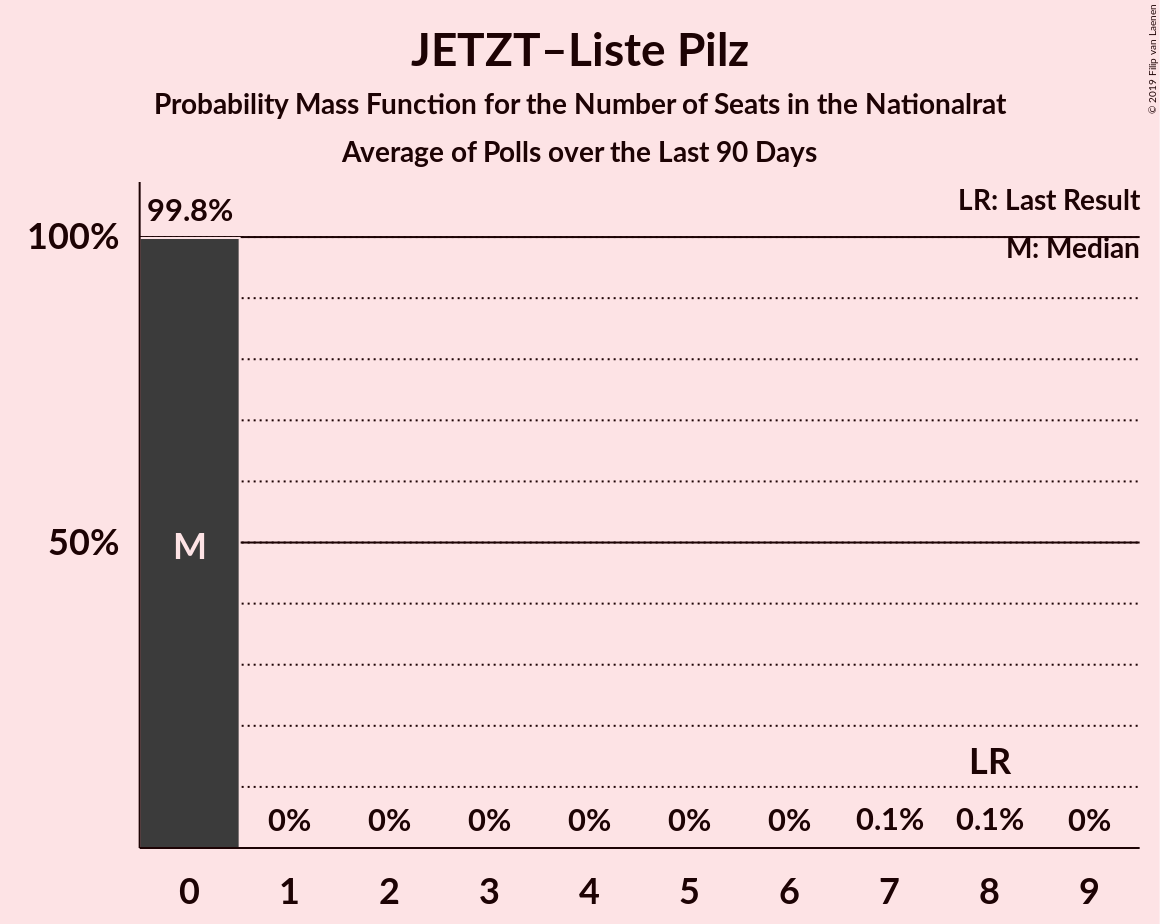 JETZT–Liste Pilz
Probability Mass Function for the Number of Seats in the Nationalrat
Average of Polls over the Last 90 Days
© 2019 Filip van Laenen
LR: Last Result
M: Median
99.8%
100%
50%
M
LR
0% 0% 0% 0% 0% 0% 0.1% 0.1% 0%
0 1 2 3 4 5 6 7 8 9